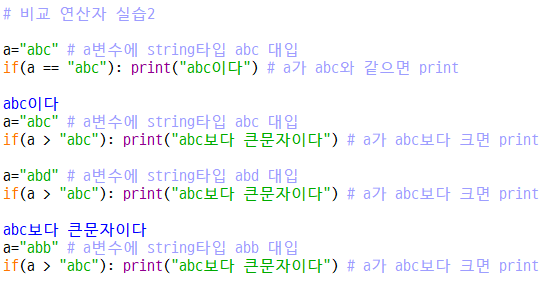 # 비교 연산자 실습2
a="abc" # a변수에 string타입 abc 대입
if(a == "abc"): print("abc이다") # a가 abc와 같으면 print
abc이다
a="abc" # a변수에 string타입 abc 대입
if(a > "abc"): print("abc보다 큰문자이다") # a가 abc보다 크면 print
a="abd" # a변수에 string타입 abd 대입
if(a > "abc"): print("abc보다 큰문자이다") # a가 abc보다 크면 print
abc보다 큰문자이다
a="abb" # a변수에 string타입 abb 대입
if(a > "abc"): print("abc보다 큰문자이다") # a가 abc보다 크면 print